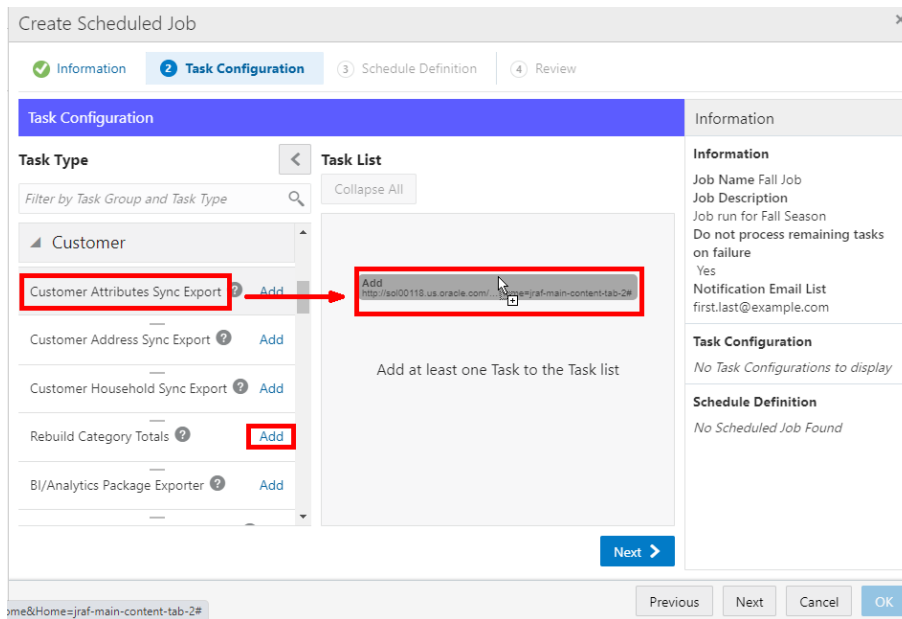 Create Scheduled Job
Information
2 Task Configuration
3 Schedule Definition
4 Review
Task Configuration
Task Type
Filter by Task Group and Task Type
Customer
Customer Attributes Sync Export ? Add
Customer Address Sync Export ? Add
Customer Household Sync Export ? Add
Rebuild Category Totals ? Add
BI/Analytics Package Exporter ? Add
Task List
Collapse All
Add
http://sol00118.us.oracle.com/...
me=jraf-main-content-tab-2#
Add at least one Task to the Task list
Next
Information
Information
Job Name Fall Job
Job Description
Job run for Fall Season
Do not process remaining tasks
on failure
Yes
Notification Email List
first.last@example.com
Task Configuration
No Task Configurations to display
Schedule Definition
No Scheduled Job Found
Previous
Next
Cancel
OK
ome&Home=jraf-main-content-tab-2#